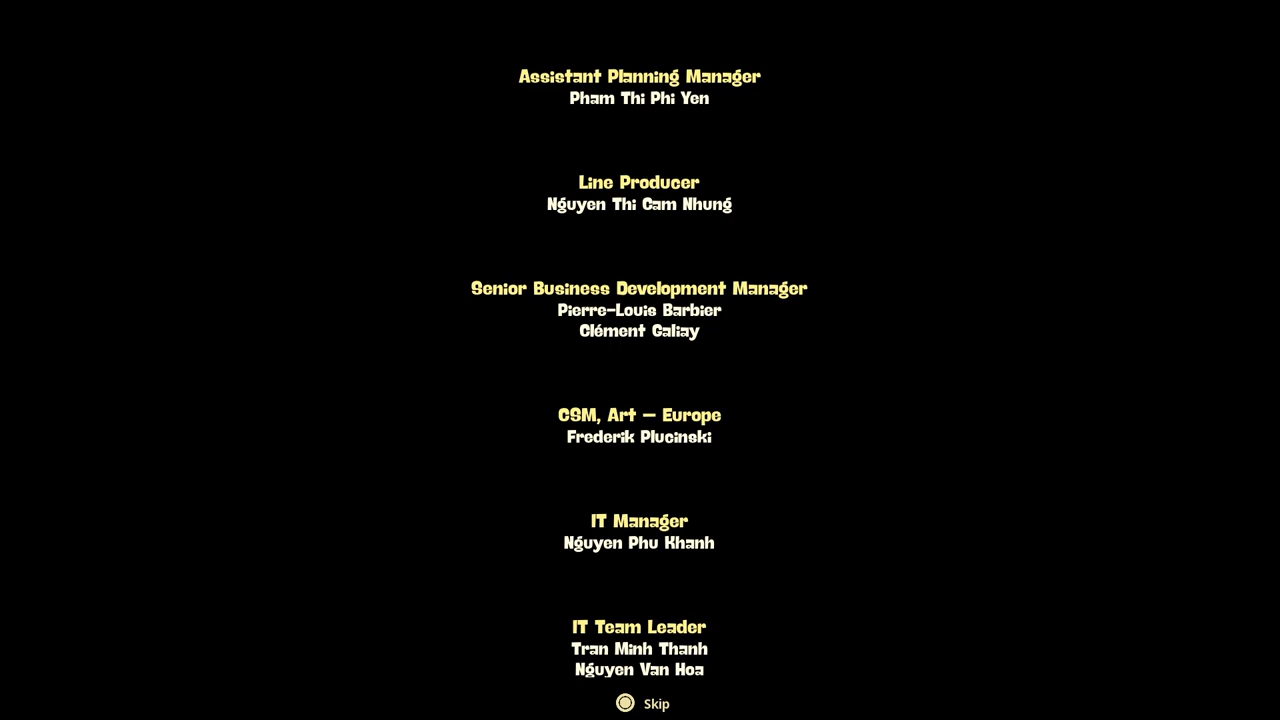 Assistant Planning Manager
Pham Thi Phi Yen
Line Producer
Nguyen Thi Cam Nhung
Senior Business Development Manager
Pierre-Louis Barbier
Clément Galiay
CSM, Art – Europe
Frederik Plucinski
IT Manager
Nguyen Phu Khanh
IT Team Leader
Tran Minh Thanh
Nguyen Van Hoa
Skip